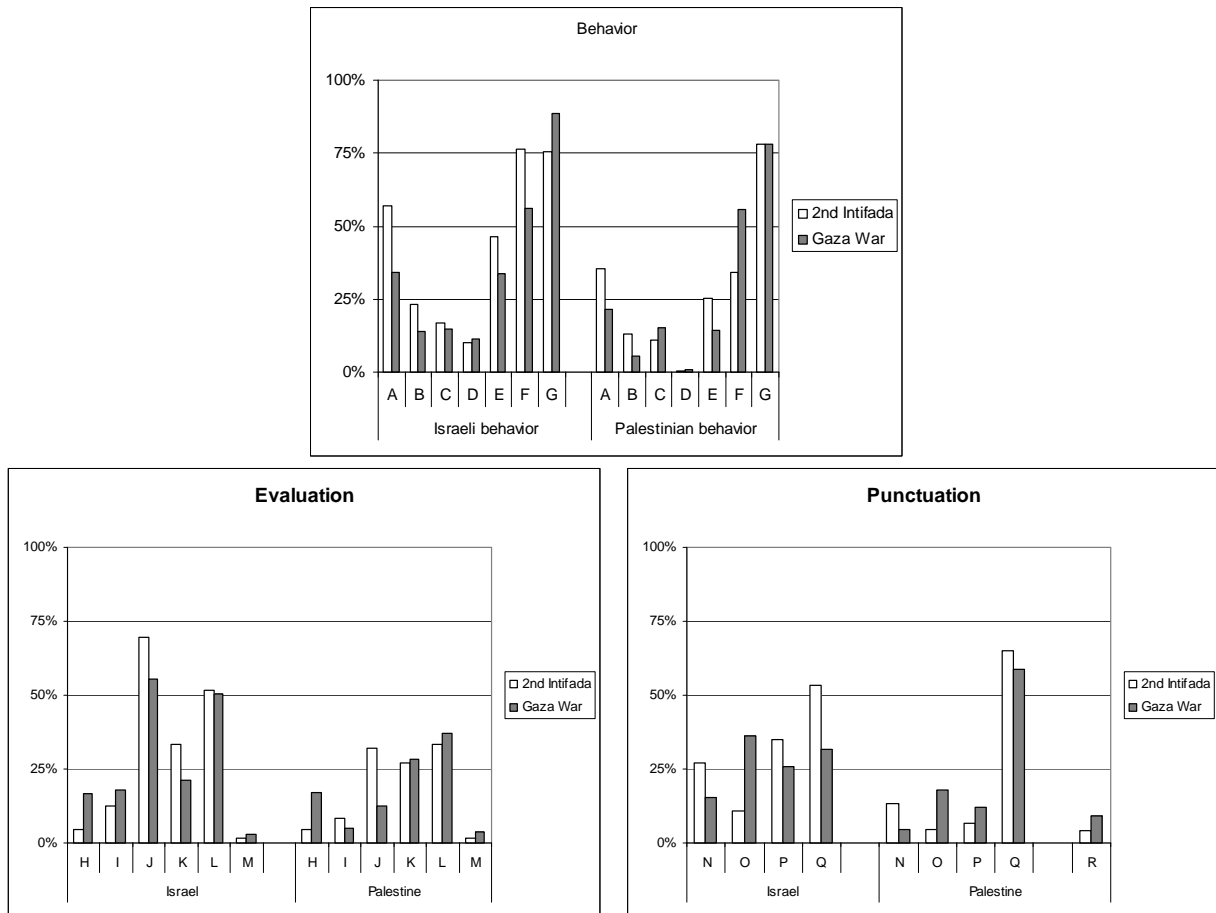 Behavior
100%
75%
50%
25%
0%
A B C D E F G A B C D E F G
Israeli behavior Palestinian behavior
2nd Intifada
Gaza War
Evaluation
100%
75%
50%
25%
0%
H I J K L M H I J K L M
Israel Palestine
2nd Intifada
Gaza War
Punctuation
100%
75%
50%
25%
0%
N O P Q N O P Q R
Israel Palestine
2nd Intifada
Gaza War